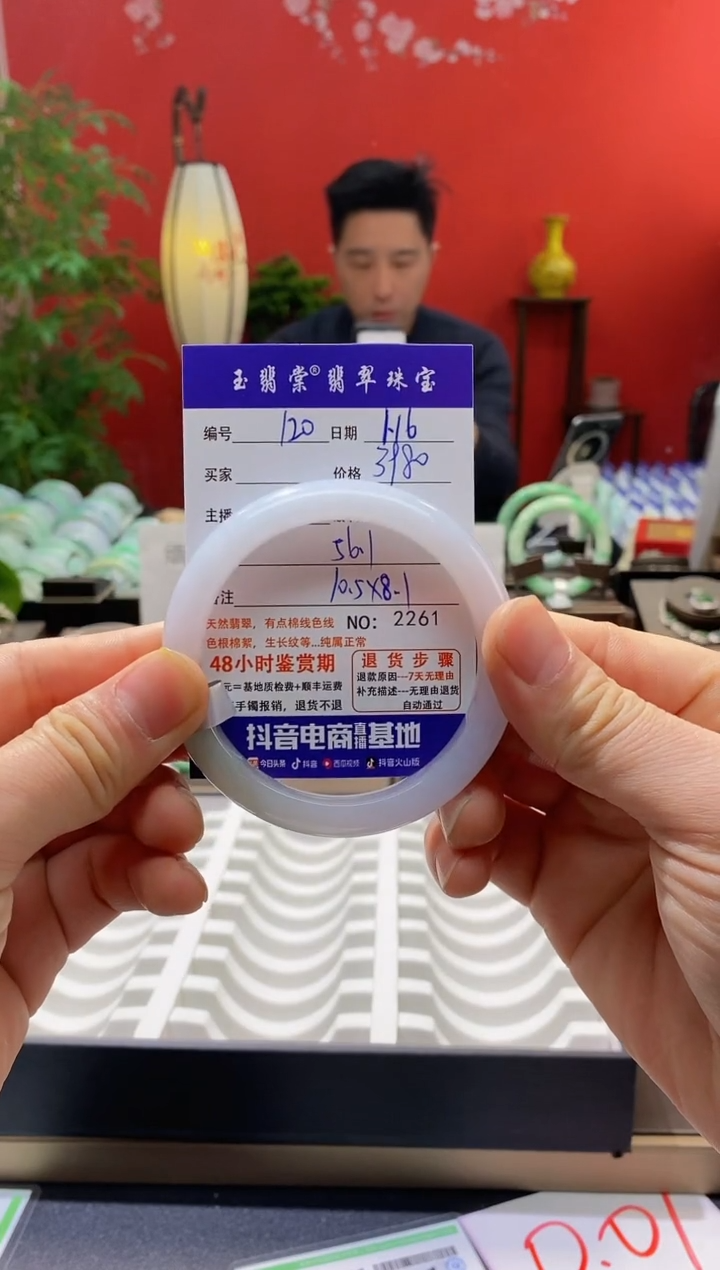 玉翡棠®翡翠珠宝
编号 120 日期 1.16
买家 价格 3980
主播
56.1
注 10.5×8.1
天然翡翠,有点棉线色线 NO: 2261
色根棉絮,生长纹等...纯属正常
48小时鉴赏期
元=基地质检费+顺丰运费
手镯报销,退货不退
退货步骤
退款原因---7天无理由
补充描述---无理由退货
自动通过
抖音电商直播基地
今日头条 抖音 西瓜视频 抖音火山版
0.01